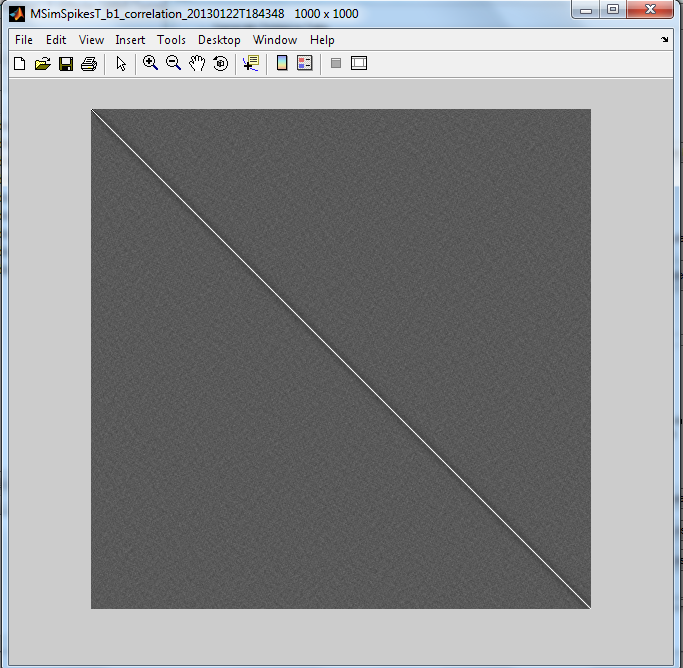 MSimSpikesT_b1_correlation_20130122T184348 1000 x 1000
File Edit View Insert Tools Desktop Window Help